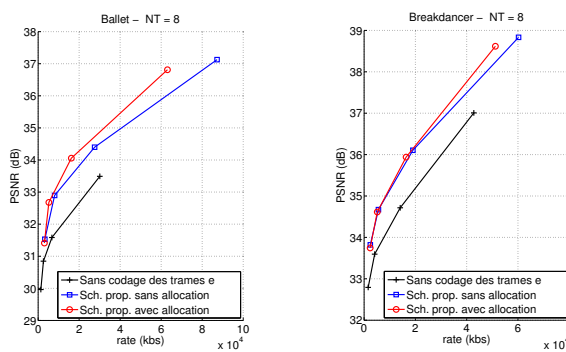 Ballet – NT = 8
38
37
36
35
34
33
32
31
30
29
PSNR (dB)
0
2
4
6
8
10
rate (kbs)
x 10⁴
Sans codage des trames e
Sch. prop. sans allocation
Sch. prop. avec allocation
Breakdancer – NT = 8
39
38
37
36
35
34
33
32
PSNR (dB)
0
2
4
6
rate (kbs)
x 10
Sans codage des trames e
Sch. prop. sans allocation
Sch. prop. avec allocation